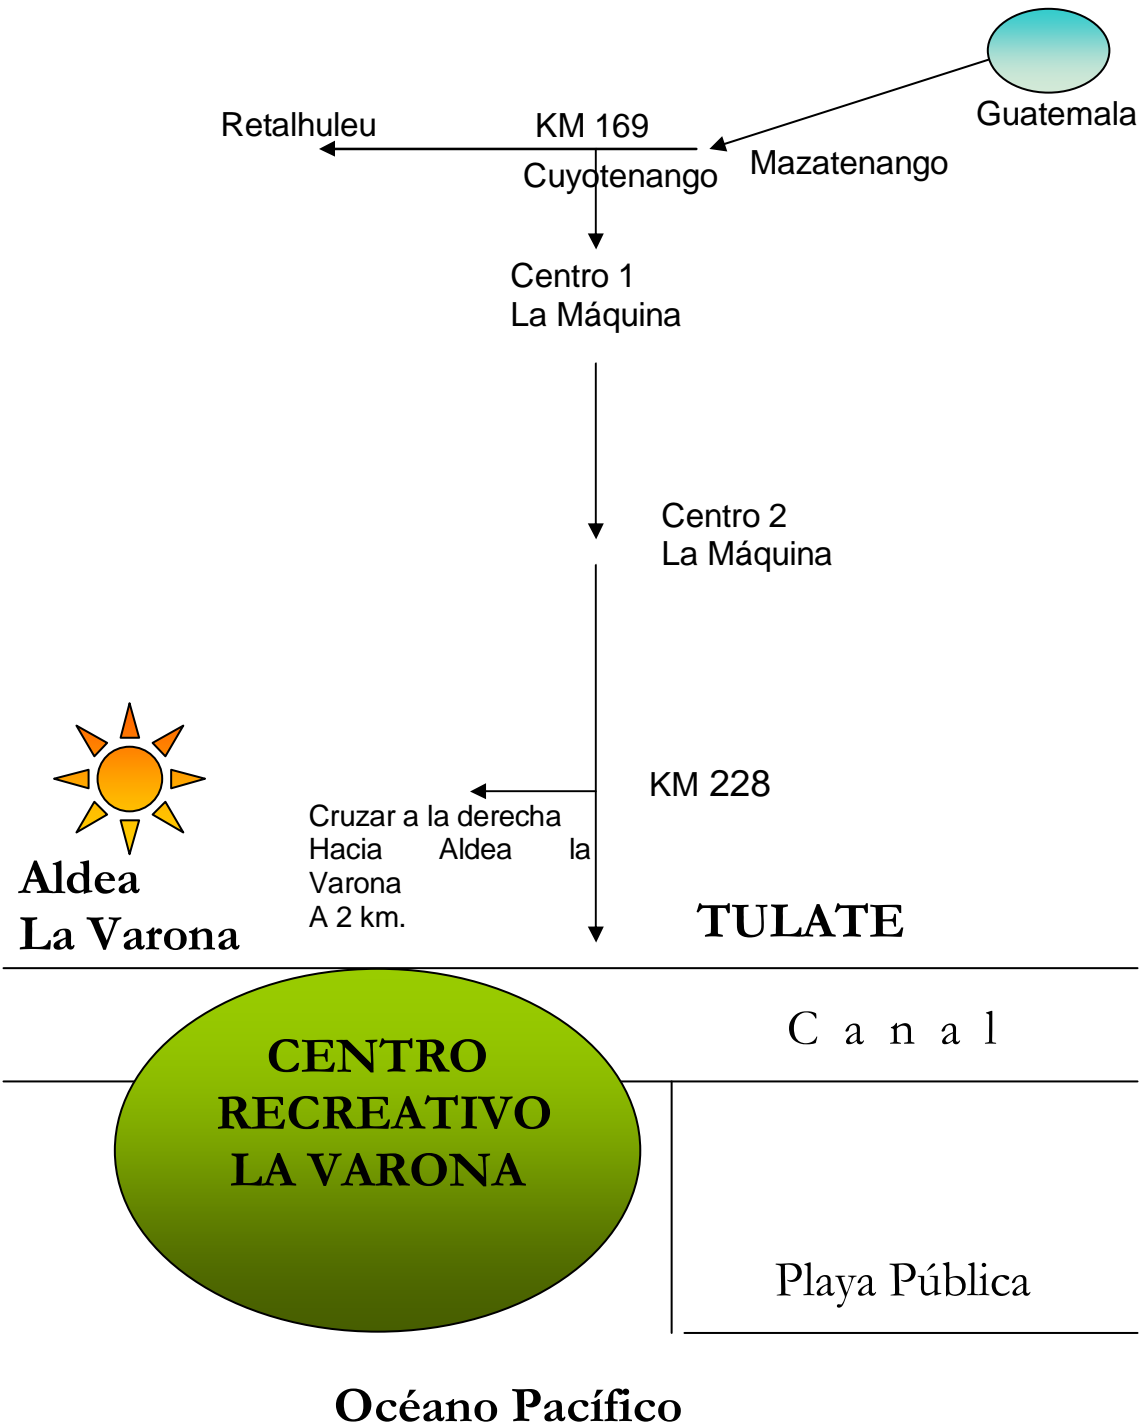 Guatemala
Retalhuleu
KM 169
Mazatenango
Cuyotenango
Centro 1
La Máquina
Centro 2
La Máquina
KM 228
Cruzar a la derecha
Hacia Aldea la
Varona
A 2 km.
Aldea
La Varona
TULATE
Canal
CENTRO
RECREATIVO
LA VARONA
Playa Pública
Océano Pacífico